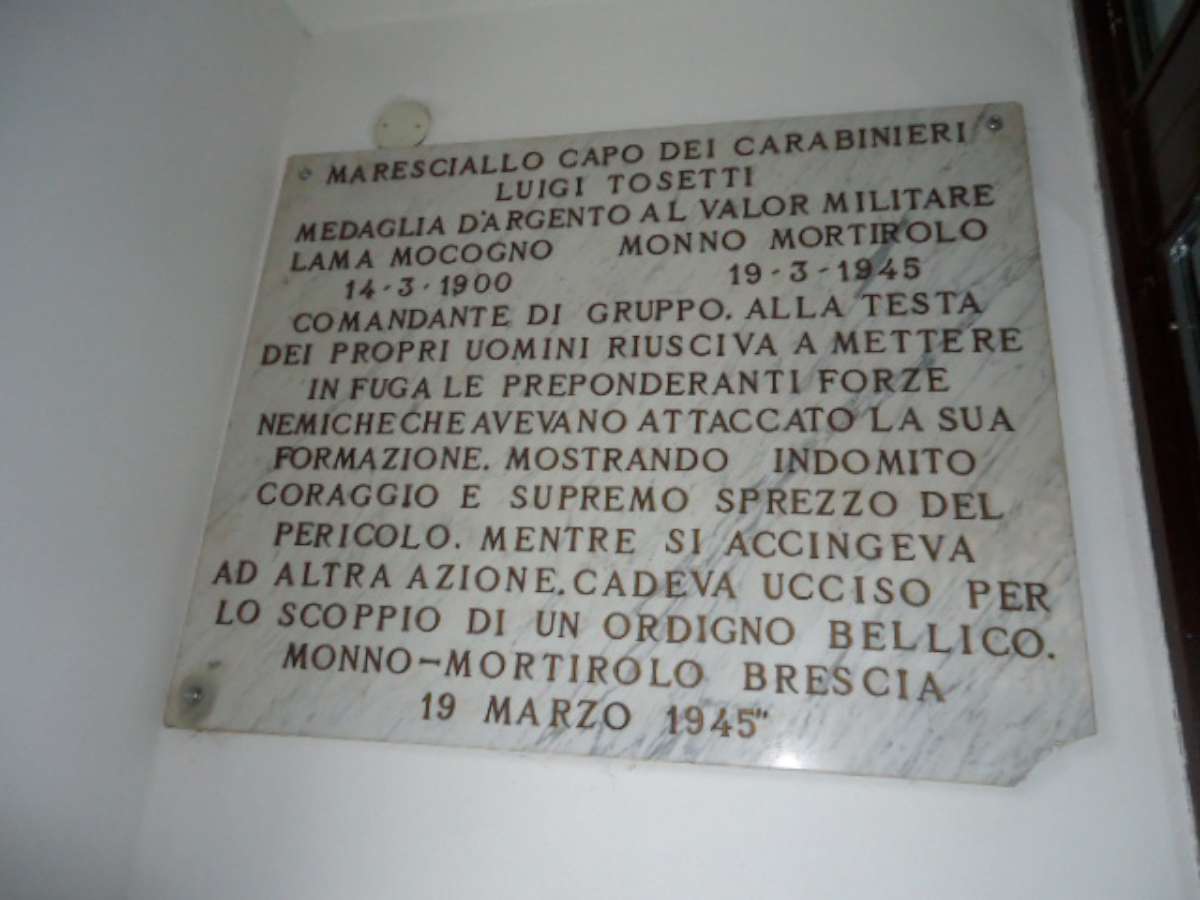 MARESCIALLO CAPO DEI CARABINIERI
LUIGI TOSETTI
MEDAGLIA D'ARGENTO AL VALOR MILITARE
LAMA MOCOGNO MONNO MORTIROLO
14-3-1900 19-3-1945
COMANDANTE DI GRUPPO. ALLA TESTA
DEI PROPRI UOMINI RIUSCIVA A METTERE
IN FUGA LE PREPONDERANTI FORZE
NEMICHE CHE AVEVANO ATTACCATO LA SUA
FORMAZIONE. MOSTRANDO INDOMITO
CORAGGIO E SUPREMO SPREZZO DEL
PERICOLO. MENTRE SI ACCINGEVA
AD ALTRA AZIONE. CADEVA UCCISO PER
LO SCOPPIO DI UN ORDIGNO BELLICO.
MONNO-MORTIROLO BRESCIA
19 MARZO 1945"